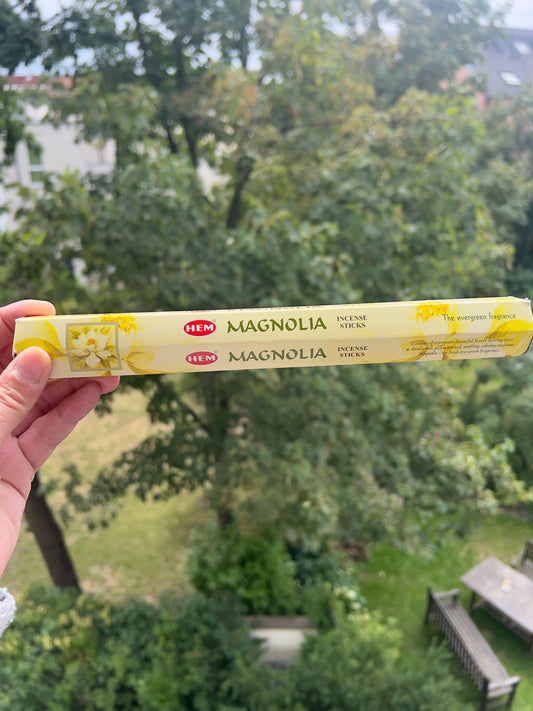 HEM MAGNOLIA INCENSE STICKS The evergreen fragrance
HEM MAGNOLIA INCENSE STICKS